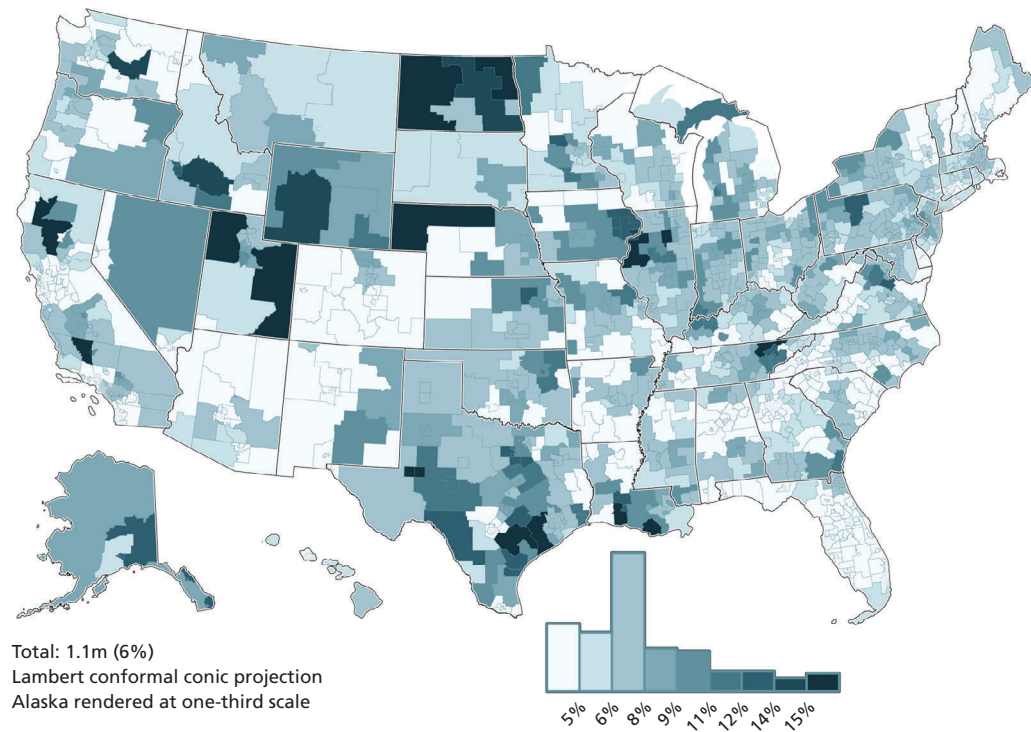 Total: 1.1m (6%)
Lambert conformal conic projection
Alaska rendered at one-third scale
5% 6% 8% 9% 11% 12% 14% 15%